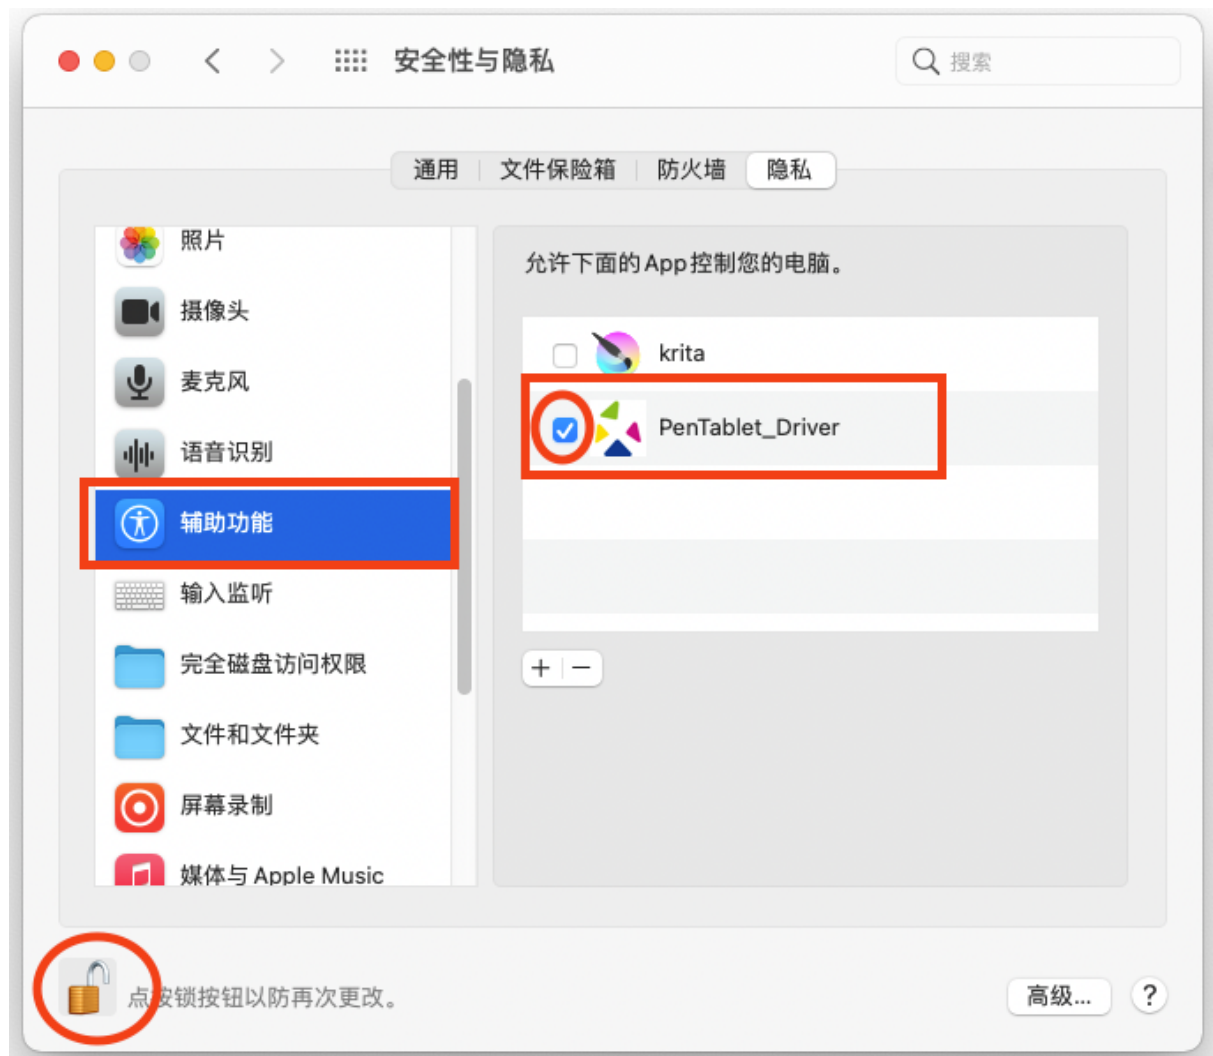 安全性与隐私
搜索
通用
文件保险箱
防火墙
隐私
照片
摄像头
麦克风
语音识别
辅助功能
输入监听
完全磁盘访问权限
文件和文件夹
屏幕录制
媒体与 Apple Music
允许下面的App控制您的电脑。
krita
PenTablet_Driver
点按锁按钮以防再次更改。
高级...
?